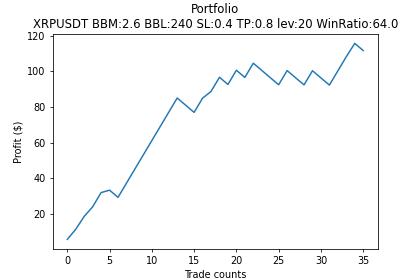 Portfolio
XRPUSDT BBM:2.6 BBL:240 SL:0.4 TP:0.8 lev:20 WinRatio:64.0
120
100
80
60
40
20
Profit ($)
0 5 10 15 20 25 30 35
Trade counts